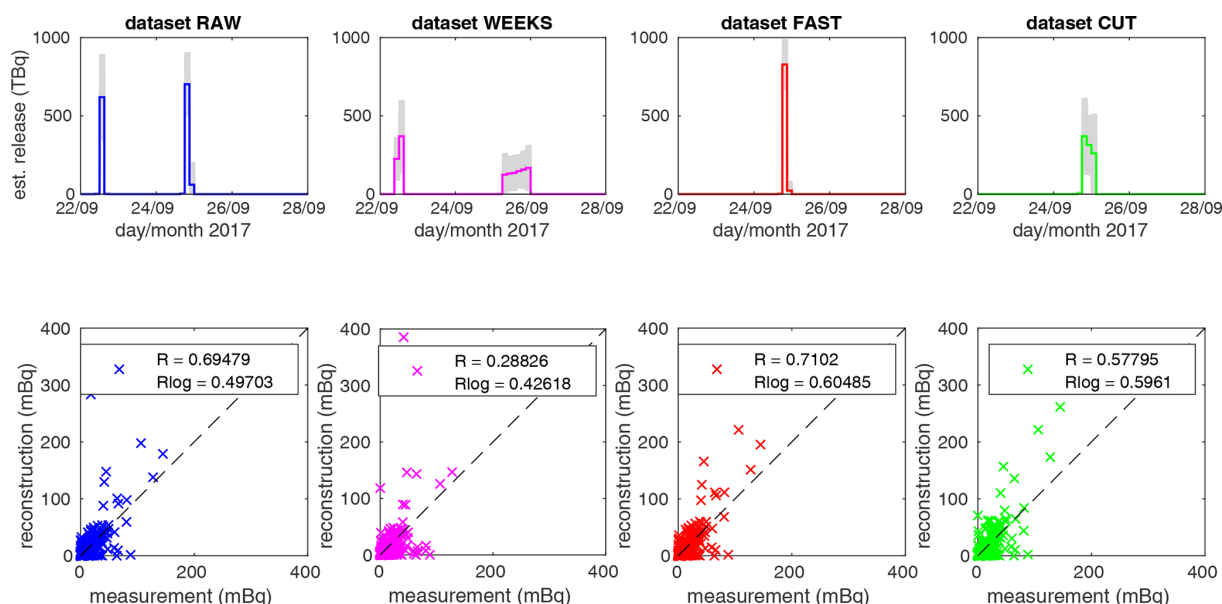 dataset RAW
dataset WEEKS
dataset FAST
dataset CUT
est. release (TBq)
1000
500
0
22/09 24/09 26/09 28/09
day/month 2017
1000
500
0
22/09 24/09 26/09 28/09
day/month 2017
1000
500
0
22/09 24/09 26/09 28/09
day/month 2017
1000
500
0
22/09 24/09 26/09 28/09
day/month 2017
reconstruction (mBq)
400
300
200
100
0
R = 0.69479
Rlog = 0.49703
0 200 400
measurement (mBq)
reconstruction (mBq)
400
300
200
100
0
R = 0.28826
Rlog = 0.42618
0 200 400
measurement (mBq)
reconstruction (mBq)
400
300
200
100
0
R = 0.7102
Rlog = 0.60485
0 200 400
measurement (mBq)
reconstruction (mBq)
400
300
200
100
0
R = 0.57795
Rlog = 0.5961
0 200 400
measurement (mBq)